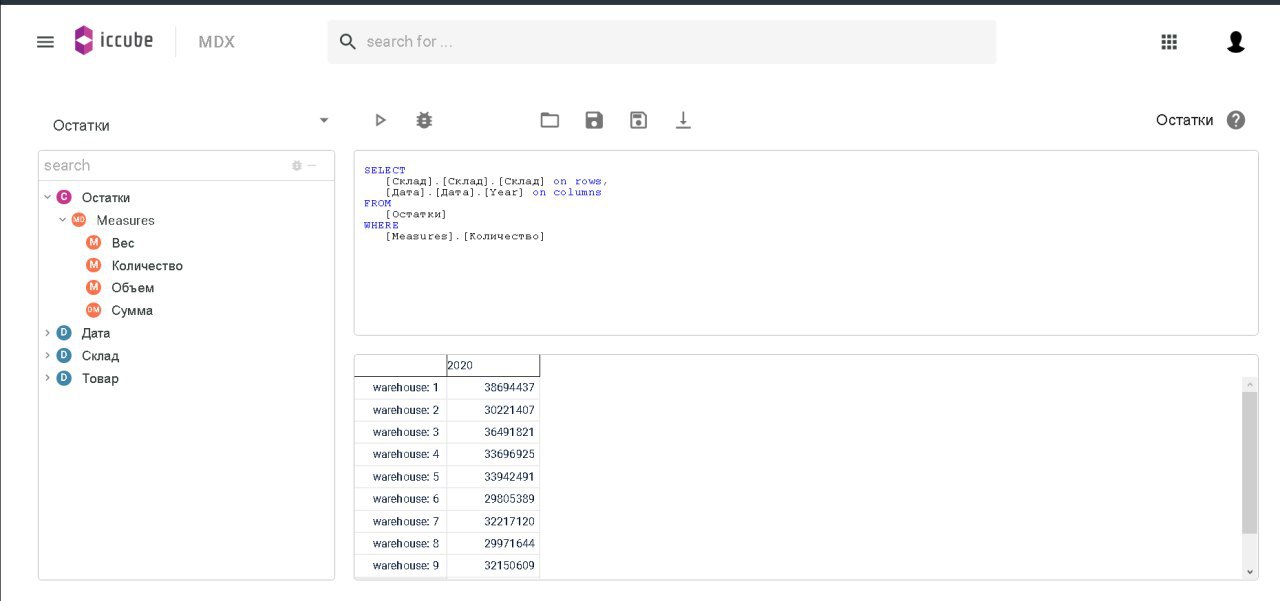 iccube MDX search for ...
Остатки
Остатки
search
Остатки
Measures
Вес
Количество
Объем
Сумма
Дата
Склад
Товар
SELECT
[Склад].[Склад].[Склад] on rows,
[Дата].[Дата].[Year] on columns
FROM
[Остатки]
WHERE
[Measures].[Количество]
2020
warehouse: 1 38694437
warehouse: 2 30221407
warehouse: 3 36491821
warehouse: 4 33696925
warehouse: 5 33942491
warehouse: 6 29805389
warehouse: 7 32217120
warehouse: 8 29971644
warehouse: 9 32150609